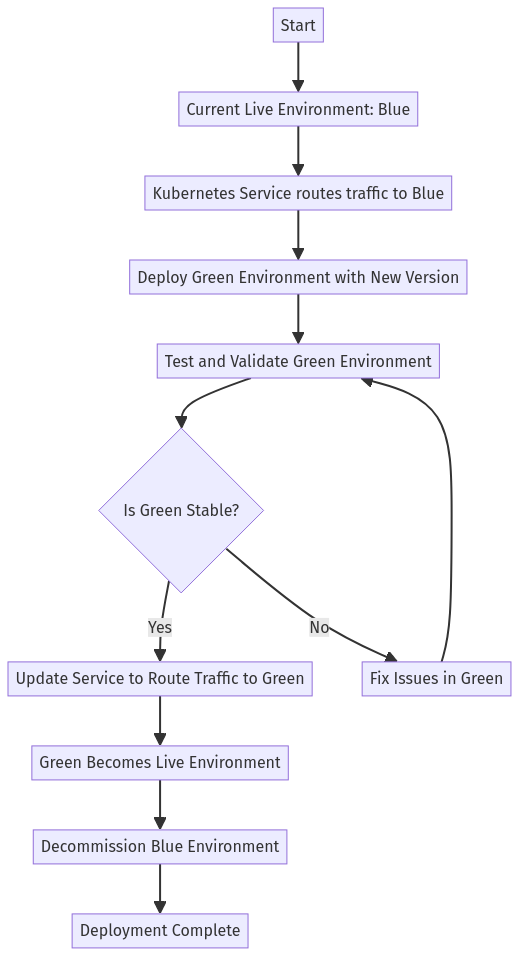 Start
Current Live Environment: Blue
Kubernetes Service routes traffic to Blue
Deploy Green Environment with New Version
Test and Validate Green Environment
Is Green Stable?
Yes
No
Update Service to Route Traffic to Green
Fix Issues in Green
Green Becomes Live Environment
Decommission Blue Environment
Deployment Complete